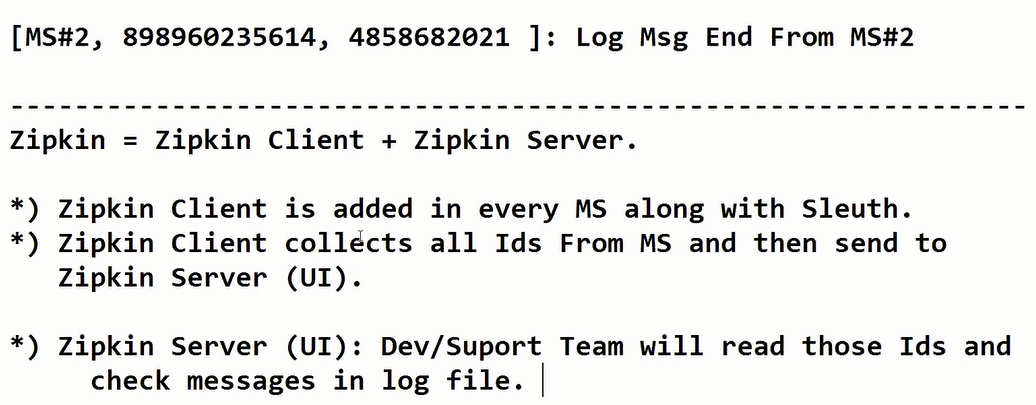 [MS#2, 898960235614, 4858682021 ]: Log Msg End From MS#2
---------------------------------------------------------------
Zipkin = Zipkin Client + Zipkin Server.
*) Zipkin Client is added in every MS along with Sleuth.
*) Zipkin Client collects all Ids From MS and then send to
Zipkin Server (UI).
*) Zipkin Server (UI): Dev/Suport Team will read those Ids and
check messages in log file.